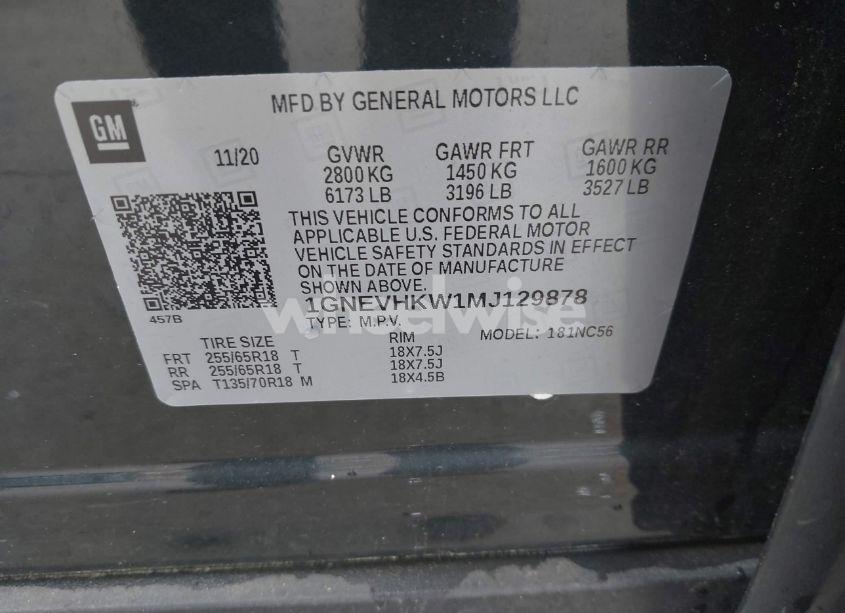 GM
MFD BY GENERAL MOTORS LLC
11/20 GVWR GAWR FRT GAWR RR
2800 KG 1450 KG 1600 KG
6173 LB 3196 LB 3527 LB
THIS VEHICLE CONFORMS TO ALL
APPLICABLE U.S. FEDERAL MOTOR
VEHICLE SAFETY STANDARDS IN EFFECT
ON THE DATE OF MANUFACTURE
SHOWN ABOVE.
1GNEVHKW1MJ129878
457B TYPE: M.P.V. MODEL: 181NC56
wheelwise
TIRE SIZE RIM
FRT 255/65R18 T 18X7.5J
RR 255/65R18 T 18X7.5J
SPA T135/70R18 M 18X4.5B